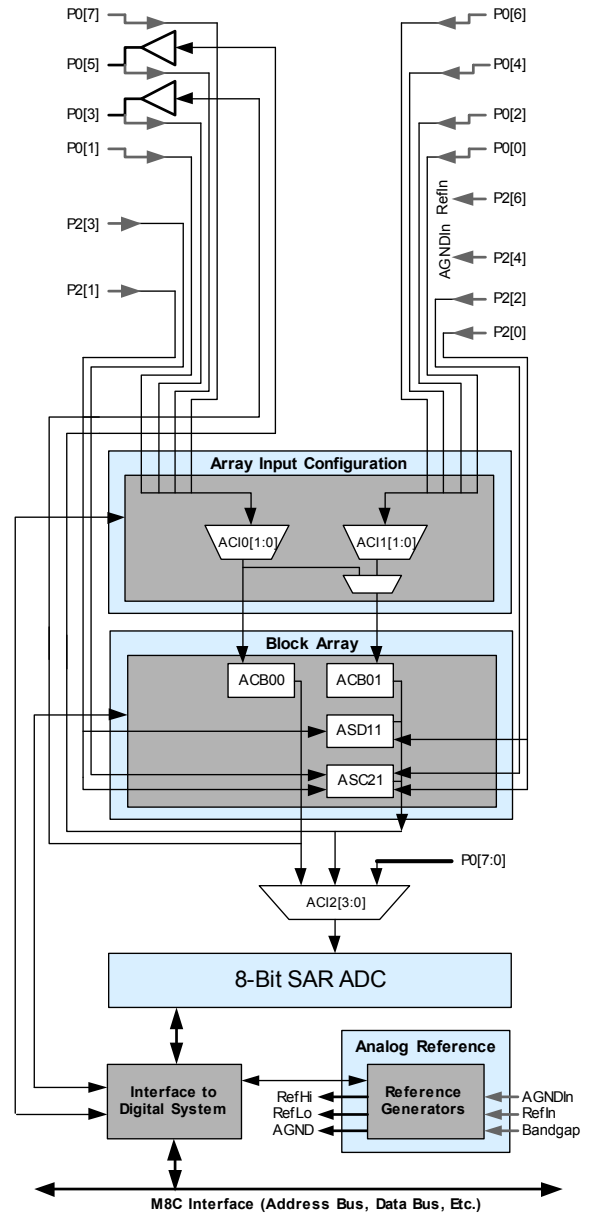 P0[7]
P0[6]
P0[5]
P0[4]
P0[3]
P0[2]
P0[1]
P0[0]
RefIn
P2[6]
P2[3]
AGNDIn
P2[4]
P2[1]
P2[2]
P2[0]
Array Input Configuration
ACI0[1:0]
ACI1[1:0]
Block Array
ACB00
ACB01
ASD11
ASC21
P0[7:0]
ACI2[3:0]
8-Bit SAR ADC
Analog Reference
Interface to
Digital System
RefHi
RefLo
AGND
Reference
Generators
AGNDIn
RefIn
Bandgap
M8C Interface (Address Bus, Data Bus, Etc.)